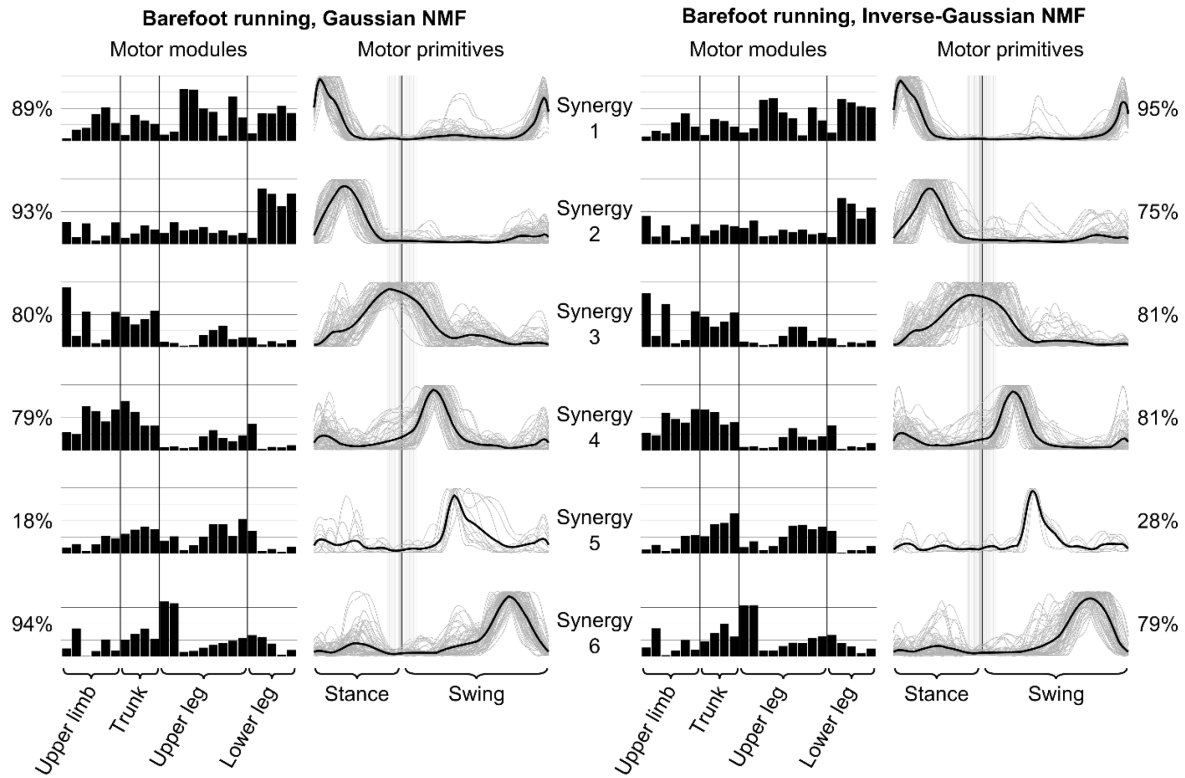 Barefoot running, Gaussian NMF
Barefoot running, Inverse-Gaussian NMF
Motor modules
Motor primitives
Motor modules
Motor primitives
89%
Synergy
1
95%
93%
Synergy
2
75%
80%
Synergy
3
81%
79%
Synergy
4
81%
18%
Synergy
5
28%
94%
Synergy
6
79%
Upper limb
Trunk
Upper leg
Lower leg
Stance
Swing
Upper limb
Trunk
Upper leg
Lower leg
Stance
Swing